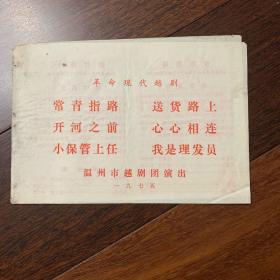 革命现代越剧
常青指路 送货路上
开河之前 心心相连
小保管上任 我是理发员
温州市越剧团演出
一九七五